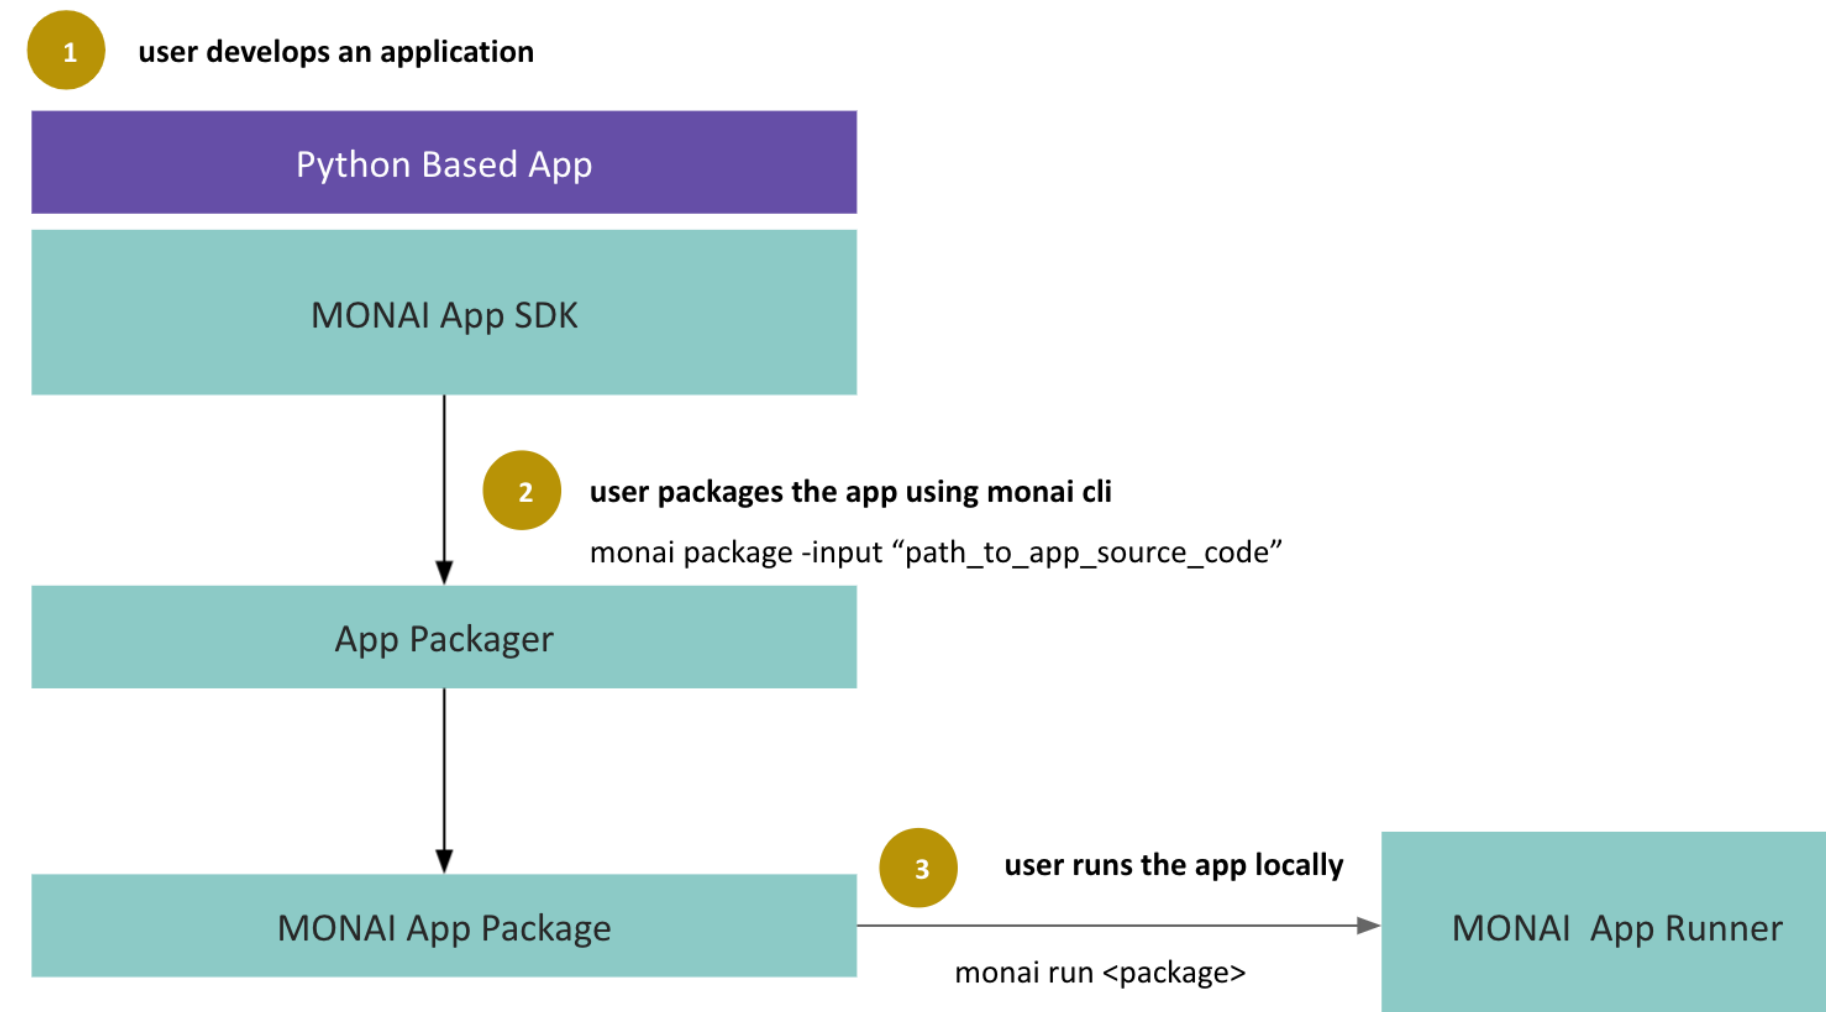 1
user develops an application
Python Based App
MONAI App SDK
2
user packages the app using monai cli
monai package -input “path_to_app_source_code”
App Packager
3
user runs the app locally
MONAI App Package
monai run <package>
MONAI  App Runner